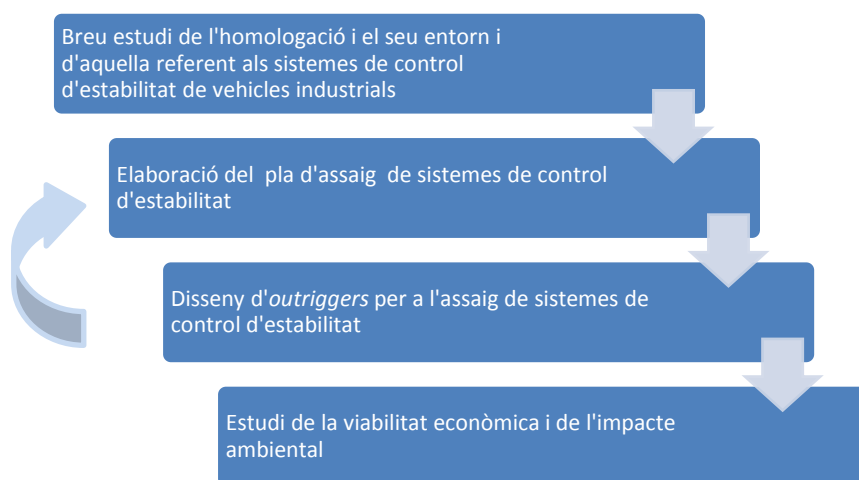 Breu estudi de l'homologació i el seu entorn i
d'aquella referent als sistemes de control
d'estabilitat de vehicles industrials
Elaboració del  pla d'assaig  de sistemes de control
d'estabilitat
Disseny d'outriggers per a l'assaig de sistemes de
control d'estabilitat
Estudi de la viabilitat econòmica i de l'impacte
ambiental